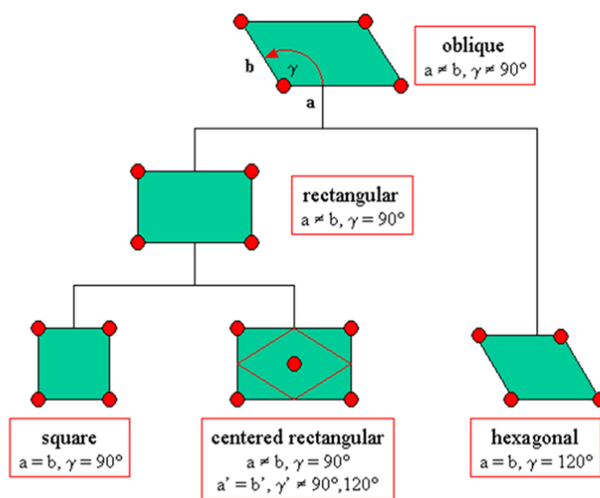 oblique
a ≠ b, γ ≠ 90°
b
γ
a
rectangular
a ≠ b, γ = 90°
square
a = b, γ = 90°
centered rectangular
a ≠ b, γ = 90°
a' = b', γ' ≠ 90°,120°
hexagonal
a = b, γ = 120°